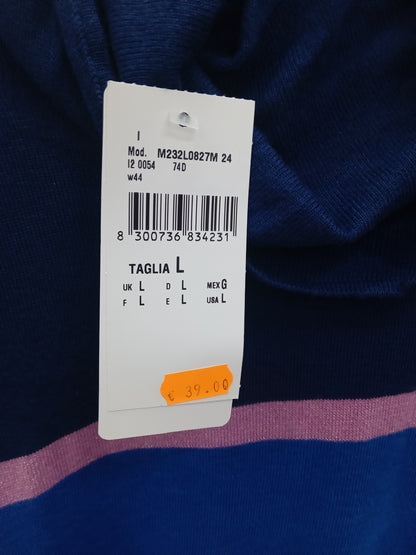 I
Mod. M232L0827M 24
I2 0054 74D
w44
8 300736 834231
TAGLIA L
UK L D L MEX G
F L E L USA L
€ 39.00